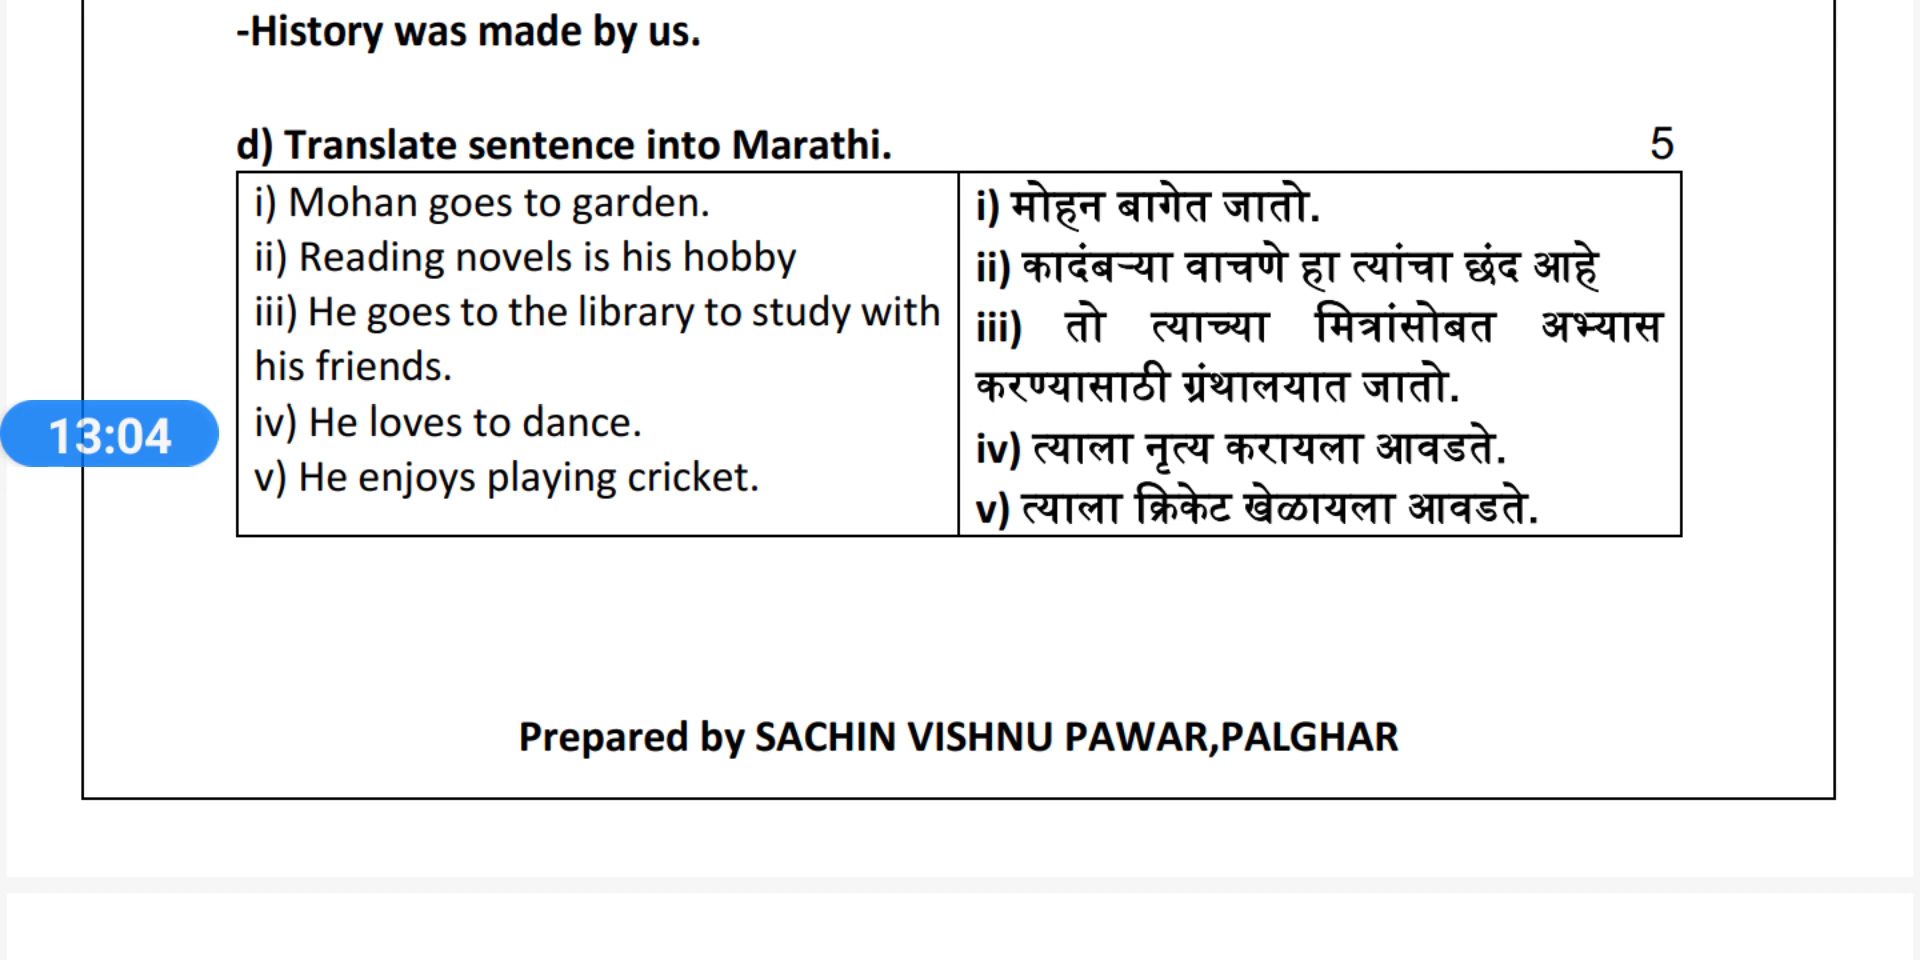 -History was made by us.
d) Translate sentence into Marathi. 5
i) Mohan goes to garden.
ii) Reading novels is his hobby
iii) He goes to the library to study with
his friends.
iv) He loves to dance.
v) He enjoys playing cricket.
i) मोहन बागेत जातो.
ii) कादंबऱ्या वाचणे हा त्यांचा छंद आहे
iii) तो त्याच्या मित्रांसोबत अभ्यास
करण्यासाठी ग्रंथालयात जातो.
iv) त्याला नृत्य करायला आवडते.
v) त्याला क्रिकेट खेळायला आवडते.
13:04
Prepared by SACHIN VISHNU PAWAR,PALGHAR